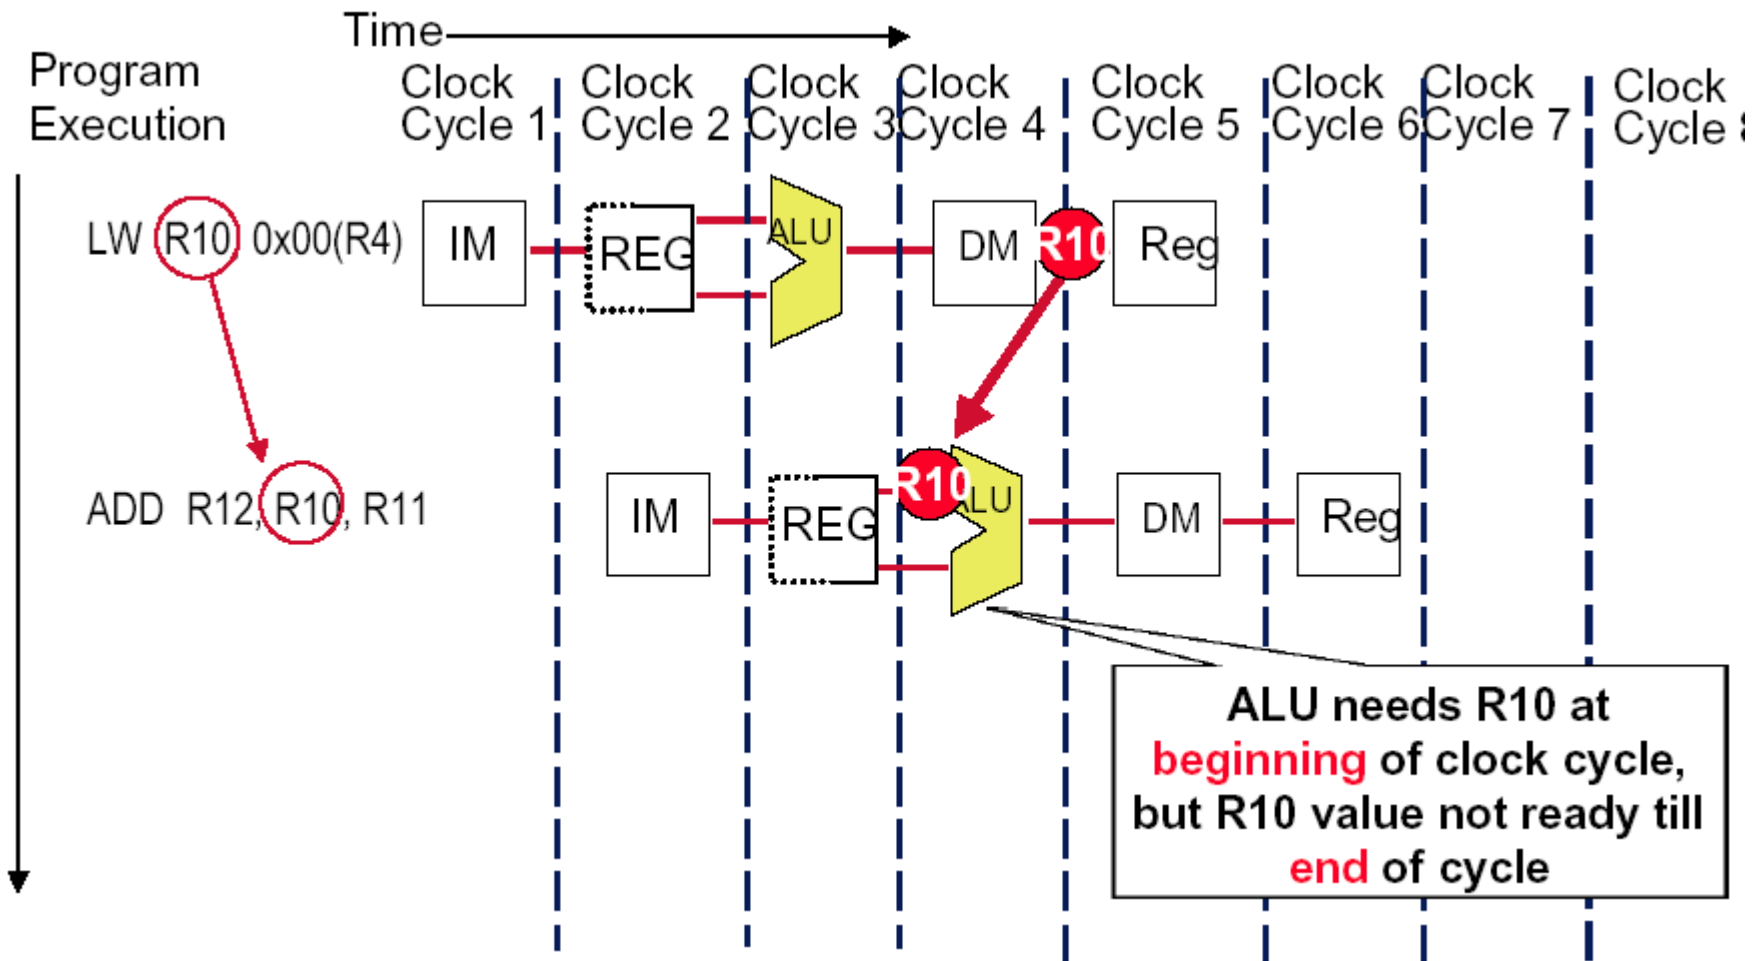 Time
Program
Execution
Clock
Cycle 1
Clock
Cycle 2
Clock
Cycle 3
Clock
Cycle 4
Clock
Cycle 5
Clock
Cycle 6
Clock
Cycle 7
Clock
Cycle 8
LW R10 0x00(R4)
IM
REG
ALU
DM
R10
Reg
ADD R12, R10, R11
IM
REG
R10
ALU
DM
Reg
ALU needs R10 at
beginning of clock cycle,
but R10 value not ready till
end of cycle